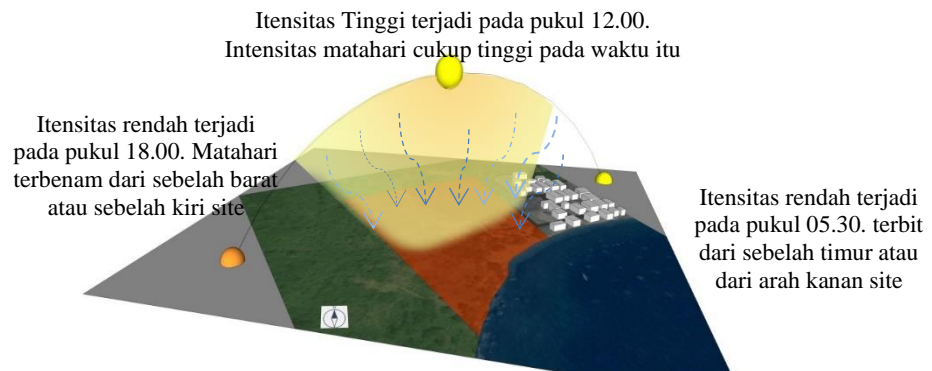 Itensitas Tinggi terjadi pada pukul 12.00.
Intensitas matahari cukup tinggi pada waktu itu
Itensitas rendah terjadi
pada pukul 18.00. Matahari
terbenam dari sebelah barat
atau sebelah kiri site
Itensitas rendah terjadi
pada pukul 05.30. terbit
dari sebelah timur atau
dari arah kanan site